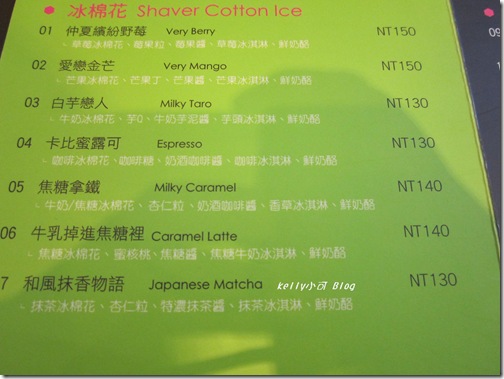 冰棉花 Shaver Cotton Ice
01 仲夏繽紛野莓 Very Berry NT150
草莓冰棉花、莓果粒、莓果醬、草莓冰淇淋、鮮奶酪
02 愛戀金芒 Very Mango NT150
芒果冰棉花、芒果丁、芒果醬、芒果冰淇淋、鮮奶酪
03 白芋戀人 Milky Taro NT130
牛奶冰棉花、芋Q、牛奶芋泥醬、芋頭冰淇淋、鮮奶酪
04 卡比蜜露可 Espresso NT130
咖啡冰棉花、咖啡糖、奶酒咖啡醬、咖啡冰淇淋、鮮奶酪
05 焦糖拿鐵 Milky Caramel NT140
牛奶/焦糖冰棉花、杏仁粒、奶酒咖啡醬、香草冰淇淋、鮮奶酪
06 牛乳掉進焦糖裡 Caramel Latte NT140
焦糖冰棉花、蜜核桃、焦糖醬、焦糖牛奶冰淇淋、鮮奶酪
7 和風抹香物語 Japanese Matcha NT130
抹茶冰棉花、杏仁粒、特濃抹茶醬、抹茶冰淇淋、鮮奶酪
kelly小可 Blog
09
10